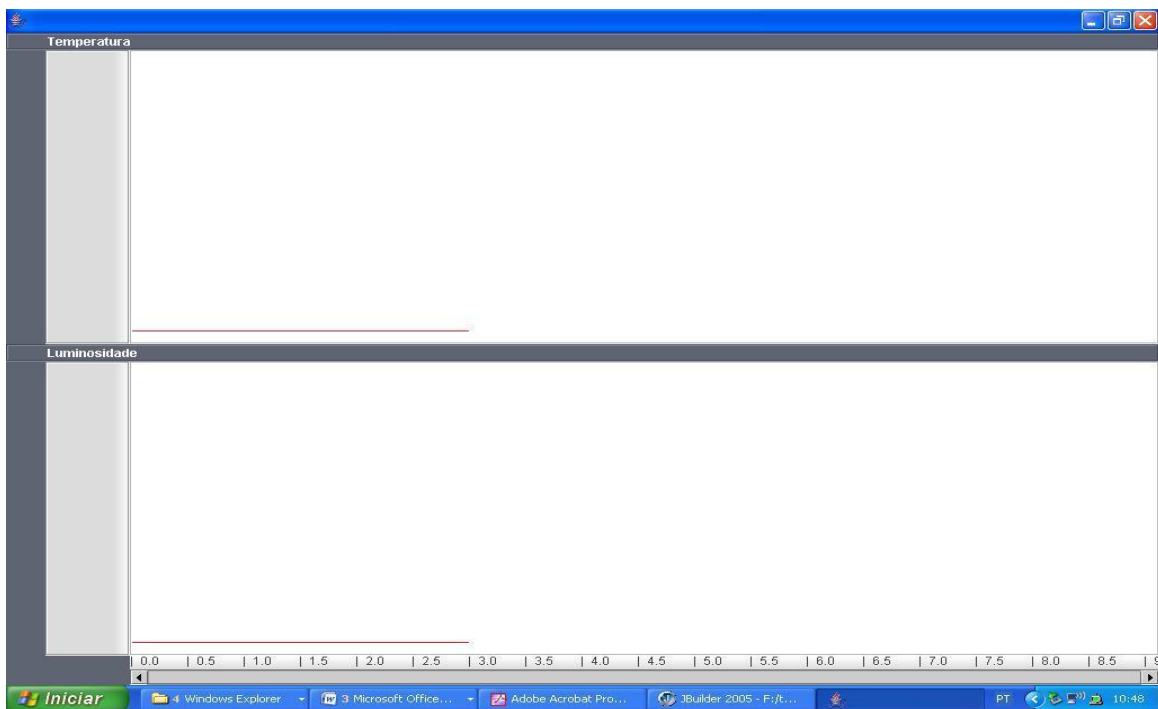 Temperatura
Luminosidade
| 0.0 | 0.5 | 1.0 | 1.5 | 2.0 | 2.5 | 3.0 | 3.5 | 4.0 | 4.5 | 5.0 | 5.5 | 6.0 | 6.5 | 7.0 | 7.5 | 8.0 | 8.5 | 9
Iniciar 4 Windows Explorer 3 Microsoft Office... Adobe Acrobat Pro... JBuilder 2005 - F:/t... PT 10:48